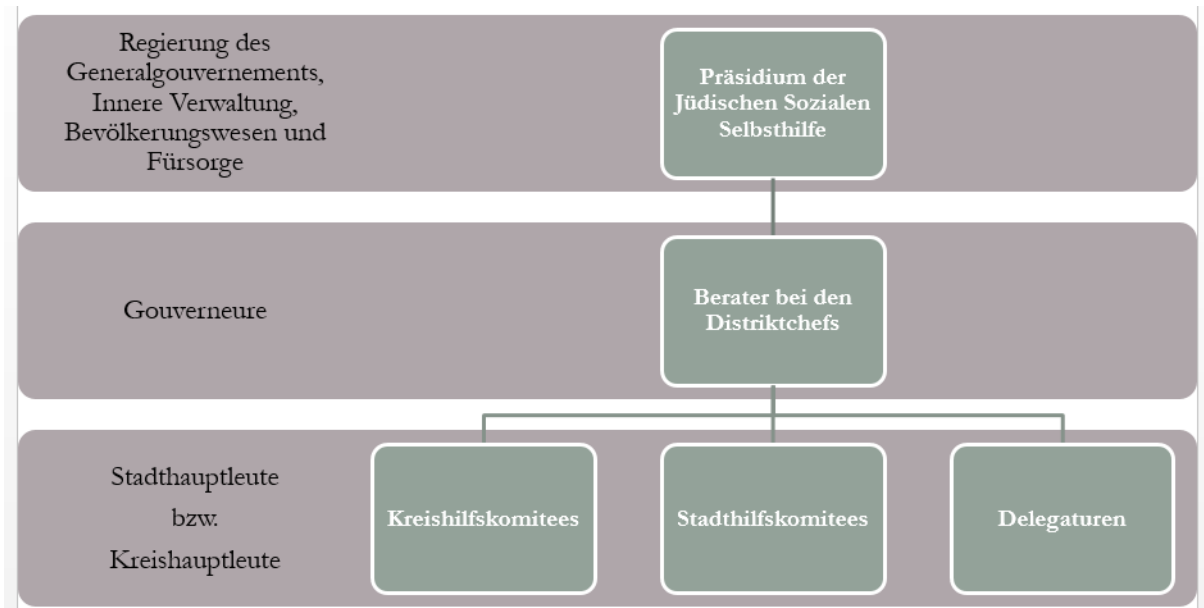 Regierung des
Generalgouvernements,
Innere Verwaltung,
Bevölkerungswesen und
Fürsorge
Präsidium der
Jüdischen Sozialen
Selbsthilfe
Gouverneure
Berater bei den
Distriktchefs
Stadthauptleute
bzw.
Kreishauptleute
Kreishilfskomitees
Stadthilfskomitees
Delegaturen